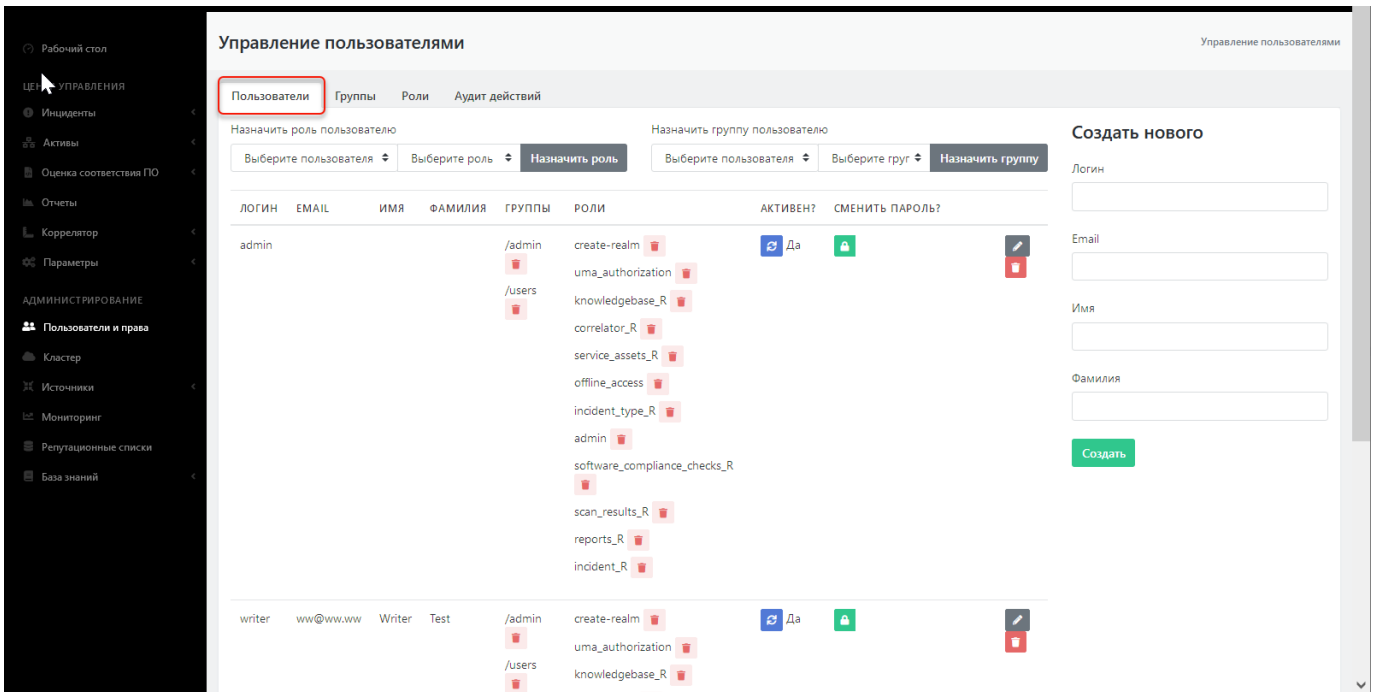 Рабочий стол
ЦЕН УПРАВЛЕНИЯ
Инциденты
Активы
Оценка соответствия ПО
Отчеты
Коррелятор
Параметры
АДМИНИСТРИРОВАНИЕ
Пользователи и права
Кластер
Источники
Мониторинг
Репутационные списки
База знаний
Управление пользователями
Управление пользователями
Пользователи Группы Роли Аудит действий
Назначить роль пользователю
Выберите пользователя Выберите роль Назначить роль
Назначить группу пользователю
Выберите пользователя Выберите груг Назначить группу
ЛОГИН EMAIL ИМЯ ФАМИЛИЯ ГРУППЫ РОЛИ АКТИВЕН? СМЕНИТЬ ПАРОЛЬ?
admin /admin create-realm Да
uma_authorization
/users
knowledgebase_R
correlator_R
service_assets_R
offline_access
incident_type_R
admin
software_compliance_checks_R
scan_results_R
reports_R
incident_R
writer ww@ww.ww Writer Test /admin create-realm Да
uma_authorization
/users
knowledgebase_R
Создать нового
Логин
Email
Имя
Фамилия
Создать